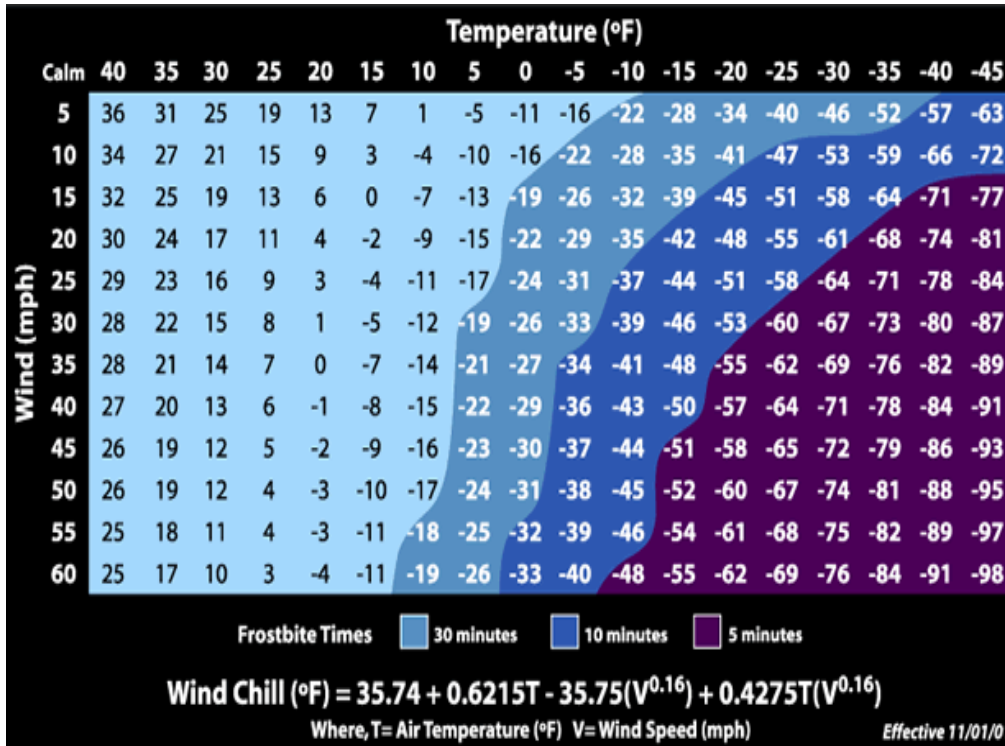 Temperature (ºF)
Calm 40 35 30 25 20 15 10 5 0 -5 -10 -15 -20 -25 -30 -35 -40 -45
5 36 31 25 19 13 7 1 -5 -11 -16 -22 -28 -34 -40 -46 -52 -57 -63
10 34 27 21 15 9 3 -4 -10 -16 -22 -28 -35 -41 -47 -53 -59 -66 -72
15 32 25 19 13 6 0 -7 -13 -19 -26 -32 -39 -45 -51 -58 -64 -71 -77
20 30 24 17 11 4 -2 -9 -15 -22 -29 -35 -42 -48 -55 -61 -68 -74 -81
25 29 23 16 9 3 -4 -11 -17 -24 -31 -37 -44 -51 -58 -64 -71 -78 -84
30 28 22 15 8 1 -5 -12 -19 -26 -33 -39 -46 -53 -60 -67 -73 -80 -87
35 28 21 14 7 0 -7 -14 -21 -27 -34 -41 -48 -55 -62 -69 -76 -82 -89
40 27 20 13 6 -1 -8 -15 -22 -29 -36 -43 -50 -57 -64 -71 -78 -84 -91
45 26 19 12 5 -2 -9 -16 -23 -30 -37 -44 -51 -58 -65 -72 -79 -86 -93
50 26 19 12 4 -3 -10 -17 -24 -31 -38 -45 -52 -60 -67 -74 -81 -88 -95
55 25 18 11 4 -3 -11 -18 -25 -32 -39 -46 -54 -61 -68 -75 -82 -89 -97
60 25 17 10 3 -4 -11 -19 -26 -33 -40 -48 -55 -62 -69 -76 -84 -91 -98
Wind (mph)
Frostbite Times 30 minutes 10 minutes 5 minutes
Wind Chill (ºF) = 35.74 + 0.6215T - 35.75(V^0.16) + 0.4275T(V^0.16)
Where, T= Air Temperature (ºF) V= Wind Speed (mph) Effective 11/01/0